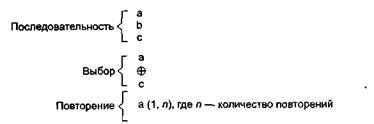 a
Последовательность b
c
a
Выбор ⊕
c
Повторение a (1, n), где n — количество повторений